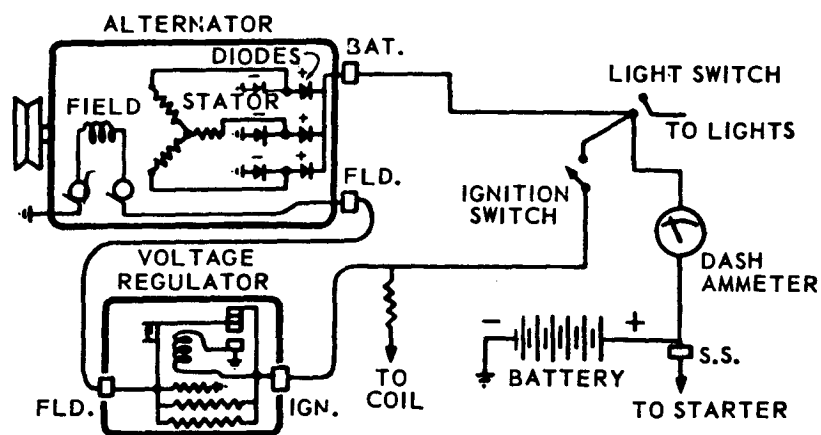 ALTERNATOR
DIODES
BAT.
FIELD
STATOR
LIGHT SWITCH
TO LIGHTS
FLD.
IGNITION
SWITCH
VOLTAGE
REGULATOR
DASH
AMMETER
- +
BATTERY
S.S.
FLD.
IGN.
TO
COIL
TO STARTER